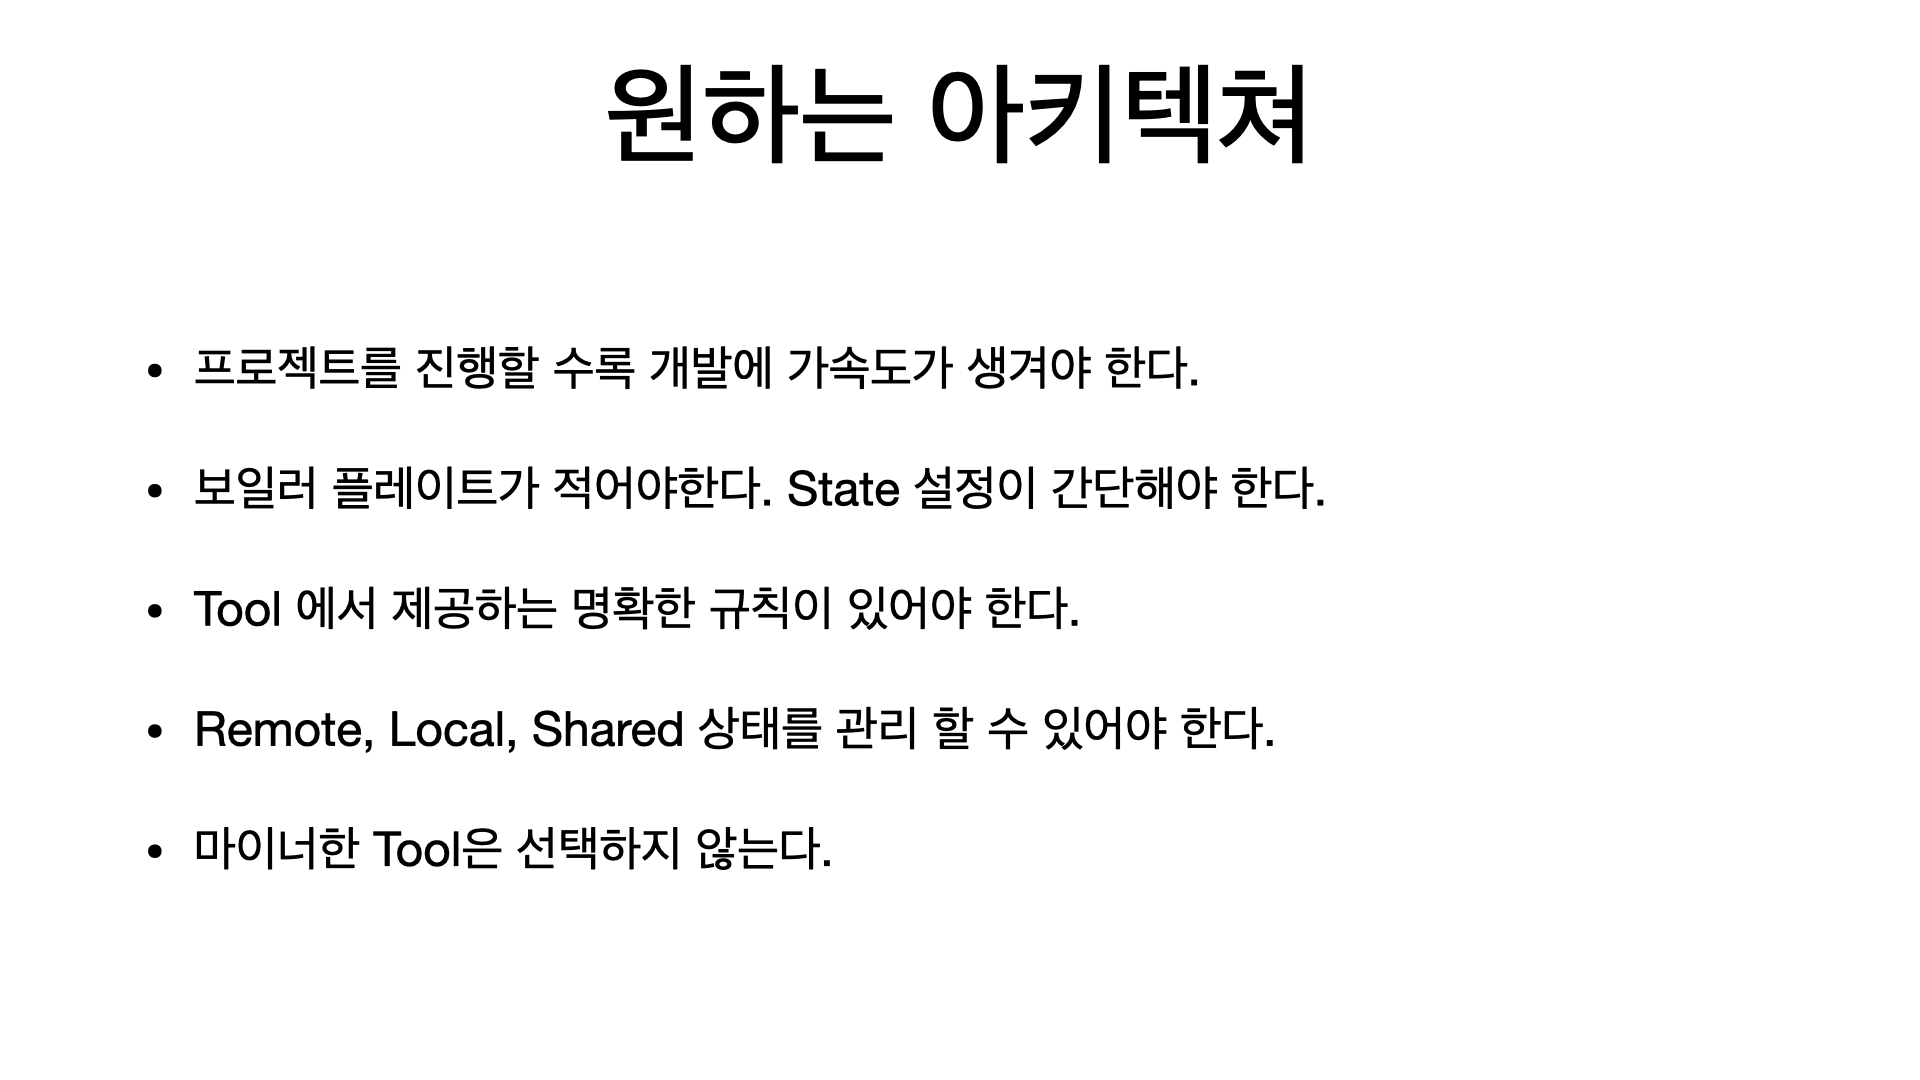 원하는 아키텍쳐
• 프로젝트를 진행할 수록 개발에 가속도가 생겨야 한다.
• 보일러 플레이트가 적어야한다. State 설정이 간단해야 한다.
• Tool 에서 제공하는 명확한 규칙이 있어야 한다.
• Remote, Local, Shared 상태를 관리 할 수 있어야 한다.
• 마이너한 Tool은 선택하지 않는다.